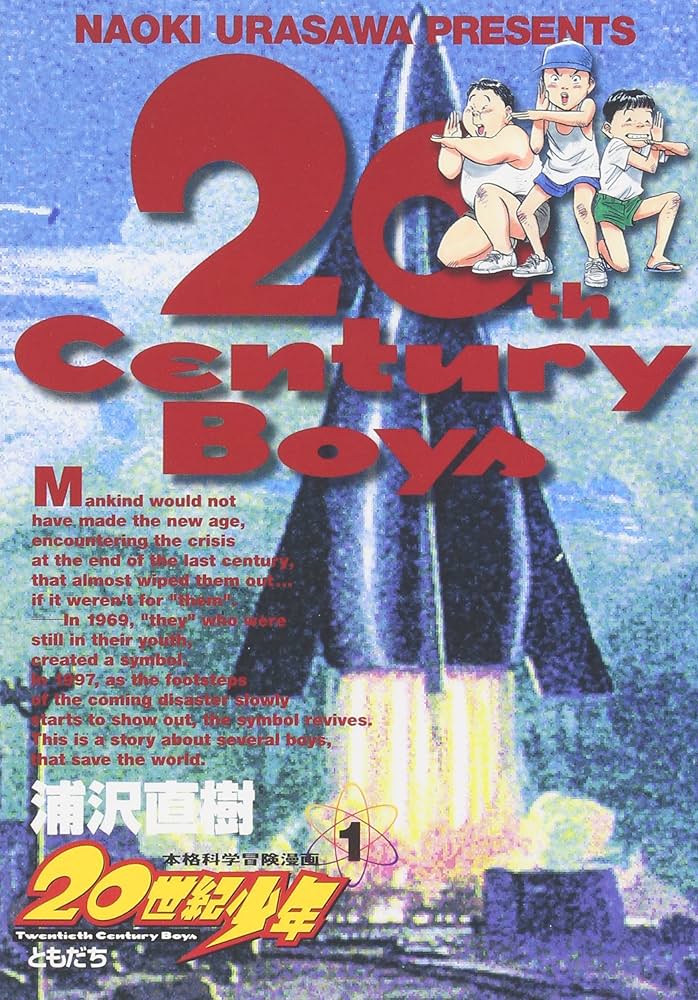 NAOKI URASAWA PRESENTS
20th
Century
Boys
Mankind would not
have made the new age,
encountering the crisis
at the end of the last century,
that almost wiped them out...
if it weren't for "them".
——In 1969, "they" who were
still in their youth,
created a symbol.
In 1997, as the footsteps
of the coming disaster slowly
starts to show out, the symbol revives.
This is a story about several boys,
that save the world.
浦沢直樹
本格科学冒険漫画
1
20世紀少年
Twentieth Century Boys
ともだち